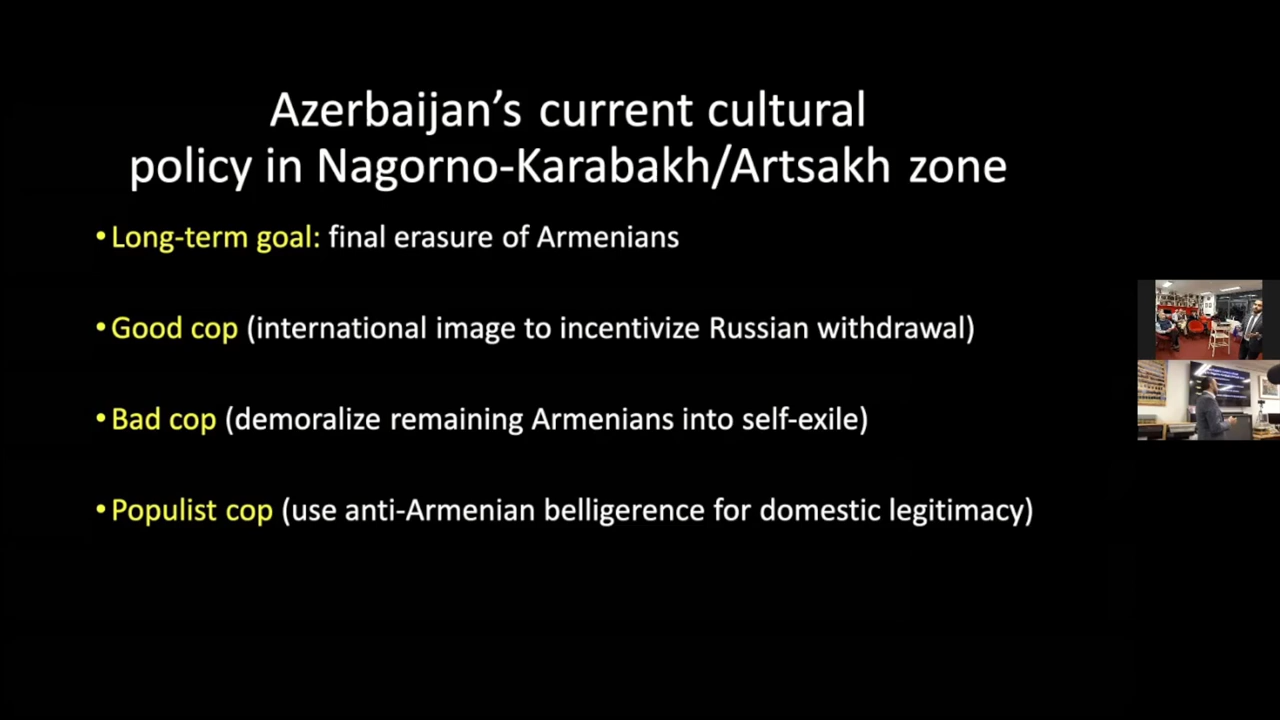 Azerbaijan’s current cultural
policy in Nagorno-Karabakh/Artsakh zone
•Long-term goal: final erasure of Armenians
•Good cop (international image to incentivize Russian withdrawal)
•Bad cop (demoralize remaining Armenians into self-exile)
•Populist cop (use anti-Armenian belligerence for domestic legitimacy)